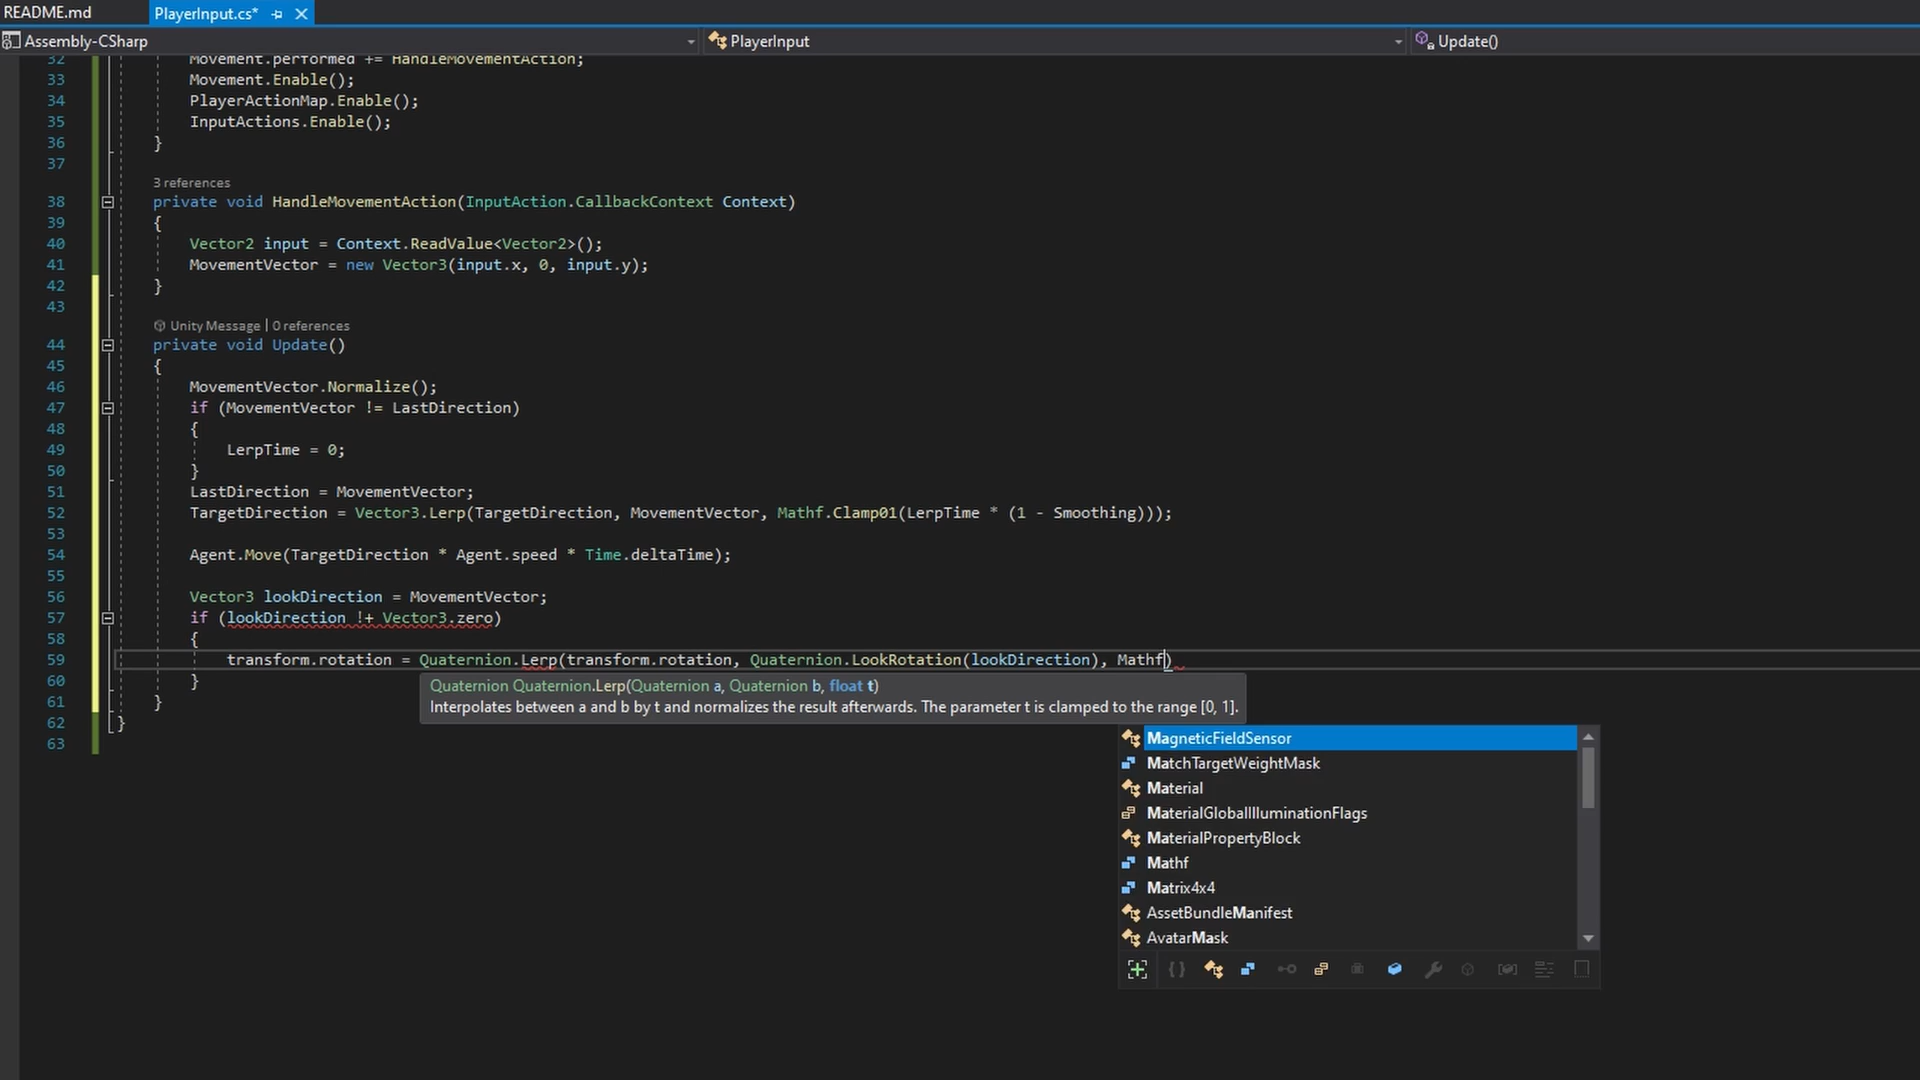 README.md PlayerInput.cs*
Assembly-CSharp PlayerInput Update()
32 Movement.performed += HandleMovementAction;
33 Movement.Enable();
34 PlayerActionMap.Enable();
35 InputActions.Enable();
36 }
37
3 references
38 private void HandleMovementAction(InputAction.CallbackContext Context)
39 {
40 Vector2 input = Context.ReadValue<Vector2>();
41 MovementVector = new Vector3(input.x, 0, input.y);
42 }
43
Unity Message | 0 references
44 private void Update()
45 {
46 MovementVector.Normalize();
47 if (MovementVector != LastDirection)
48 {
49 LerpTime = 0;
50 }
51 LastDirection = MovementVector;
52 TargetDirection = Vector3.Lerp(TargetDirection, MovementVector, Mathf.Clamp01(LerpTime * (1 - Smoothing)));
53
54 Agent.Move(TargetDirection * Agent.speed * Time.deltaTime);
55
56 Vector3 lookDirection = MovementVector;
57 if (lookDirection !+ Vector3.zero)
58 {
59 transform.rotation = Quaternion.Lerp(transform.rotation, Quaternion.LookRotation(lookDirection), Mathf)
60 }
61 }
62 }
63
Quaternion Quaternion.Lerp(Quaternion a, Quaternion b, float t)
Interpolates between a and b by t and normalizes the result afterwards. The parameter t is clamped to the range [0, 1].
MagneticFieldSensor
MatchTargetWeightMask
Material
MaterialGlobalIlluminationFlags
MaterialPropertyBlock
Mathf
Matrix4x4
AssetBundleManifest
AvatarMask